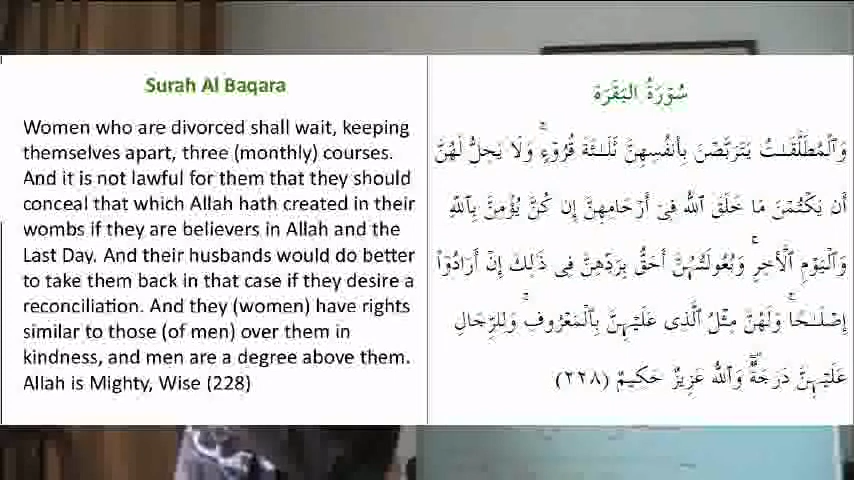 Surah Al Baqara
Women who are divorced shall wait, keeping
themselves apart, three (monthly) courses.
And it is not lawful for them that they should
conceal that which Allah hath created in their
wombs if they are believers in Allah and the
Last Day. And their husbands would do better
to take them back in that case if they desire a
reconciliation. And they (women) have rights
similar to those (of men) over them in
kindness, and men are a degree above them.
Allah is Mighty, Wise (228)
سُوۡرَةُ البَقَرَة
وَٱلۡمُطَلَّقَـٰتُ يَتَرَبَّصۡنَ بِأَنفُسِهِنَّ ثَلَـٰثَةَ قُرُوٓءٍ‌ۚ وَلَا يَحِلُّ لَهُنَّ
أَن يَكۡتُمۡنَ مَا خَلَقَ ٱللَّهُ فِىٓ أَرۡحَامِهِنَّ إِن كُنَّ يُؤۡمِنَّ بِٱللَّهِ
وَٱلۡيَوۡمِ ٱلۡأَخِرِ‌ۚ وَبُعُولَتُہُنَّ أَحَقُّ بِرَدِّهِنَّ فِى ذَٲلِكَ إِنۡ أَرَادُوٓاْ
إِصۡلَـٰحً۬ا‌ۚ وَلَهُنَّ مِثۡلُ ٱلَّذِى عَلَيۡہِنَّ بِٱلۡمَعۡرُوفِ‌ۚ وَلِلرِّجَالِ
عَلَيۡہِنَّ دَرَجَةٌ۬‌ۗ وَٱللَّهُ عَزِيزٌ حَكِيمٌ (٢٢٨)